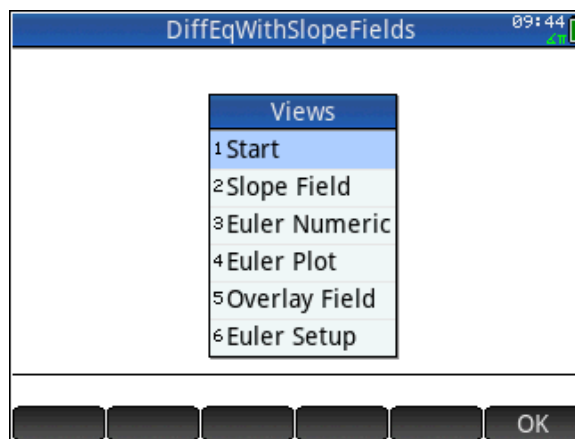 DiffEqWithSlopeFields 09:44
∡π
Views
1 Start
2 Slope Field
3 Euler Numeric
4 Euler Plot
5 Overlay Field
6 Euler Setup
OK